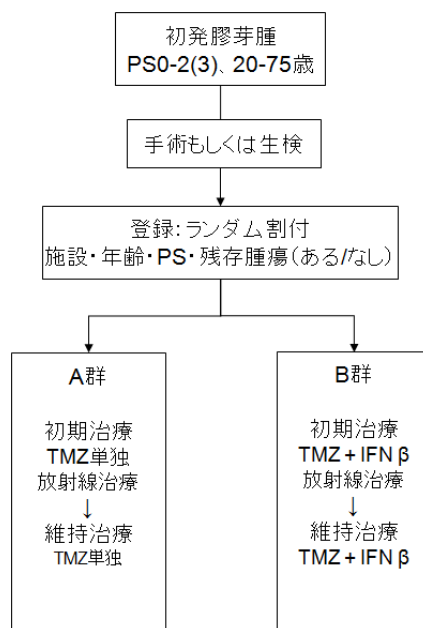 初発膠芽腫
PS0-2(3)、20-75歳
手術もしくは生検
登録:ランダム割付
施設・年齢・PS・残存腫瘍(ある/なし)
A群
初期治療
TMZ単独
放射線治療
↓
維持治療
TMZ単独
B群
初期治療
TMZ + IFN β
放射線治療
↓
維持治療
TMZ + IFN β